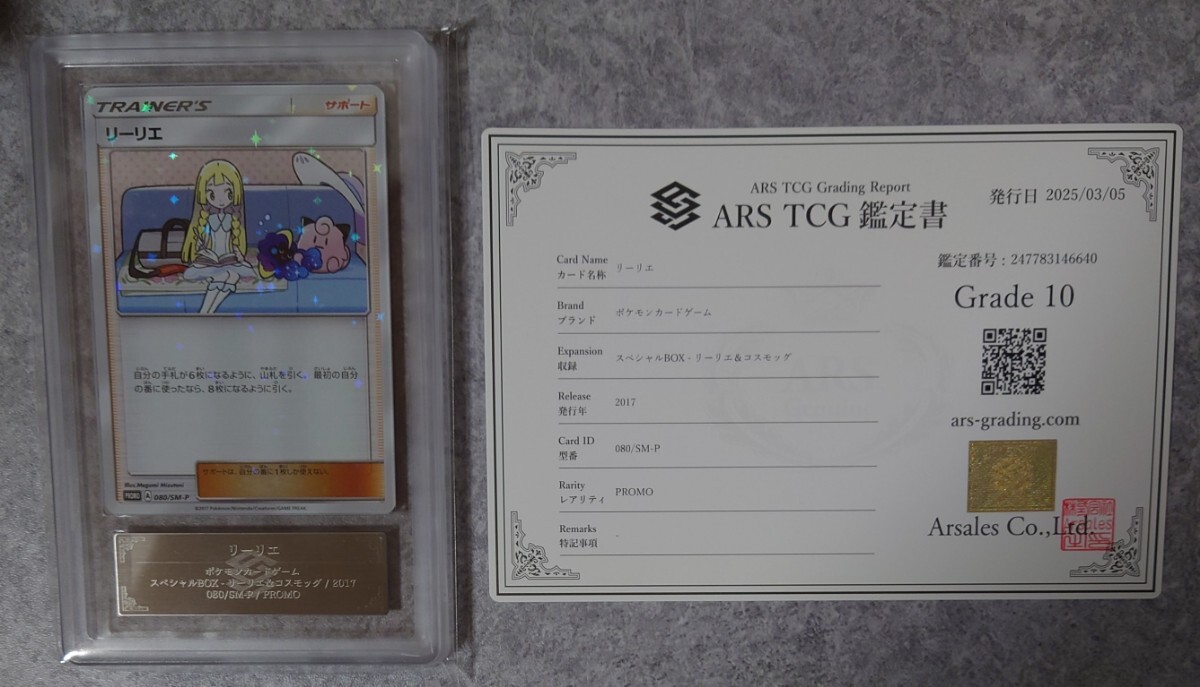 TRAINER'S
サポート
リーリエ
自分の手札が6枚になるように、山札を引く。最初の自分
の番に使ったなら、8枚になるように引く。
サポートは、自分の番に1枚しか使えない。
Illus.Megumi Mizutani
PROMO A 080/SM-P
©2017 Pokémon/Nintendo/Creatures/GAME FREAK
リーリエ
ポケモンカードゲーム
スペシャルBOX - リーリエ&コスモッグ / 2017
080/SM-P / PROMO
ARS TCG Grading Report
ARS TCG 鑑定書
発行日 2025/03/05
Card Name
カード名称 リーリエ
Brand
ブランド ポケモンカードゲーム
Expansion
収録 スペシャルBOX - リーリエ&コスモッグ
Release
発行年 2017
Card ID
型番 080/SM-P
Rarity
レアリティ PROMO
Remarks
特記事項 -
鑑定番号 : 247783146640
Grade 10
ars-grading.com
Arsales Co.,Ltd.